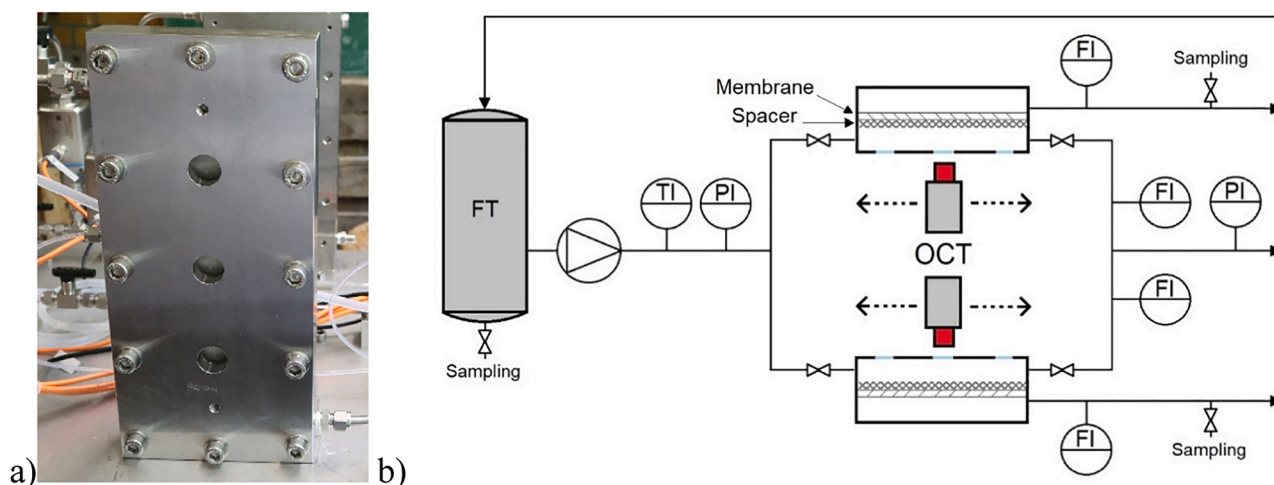 FI
Sampling
Membrane
Spacer
FT
TI
PI
FI
PI
OCT
FI
Sampling
FI
Sampling
a)
b)